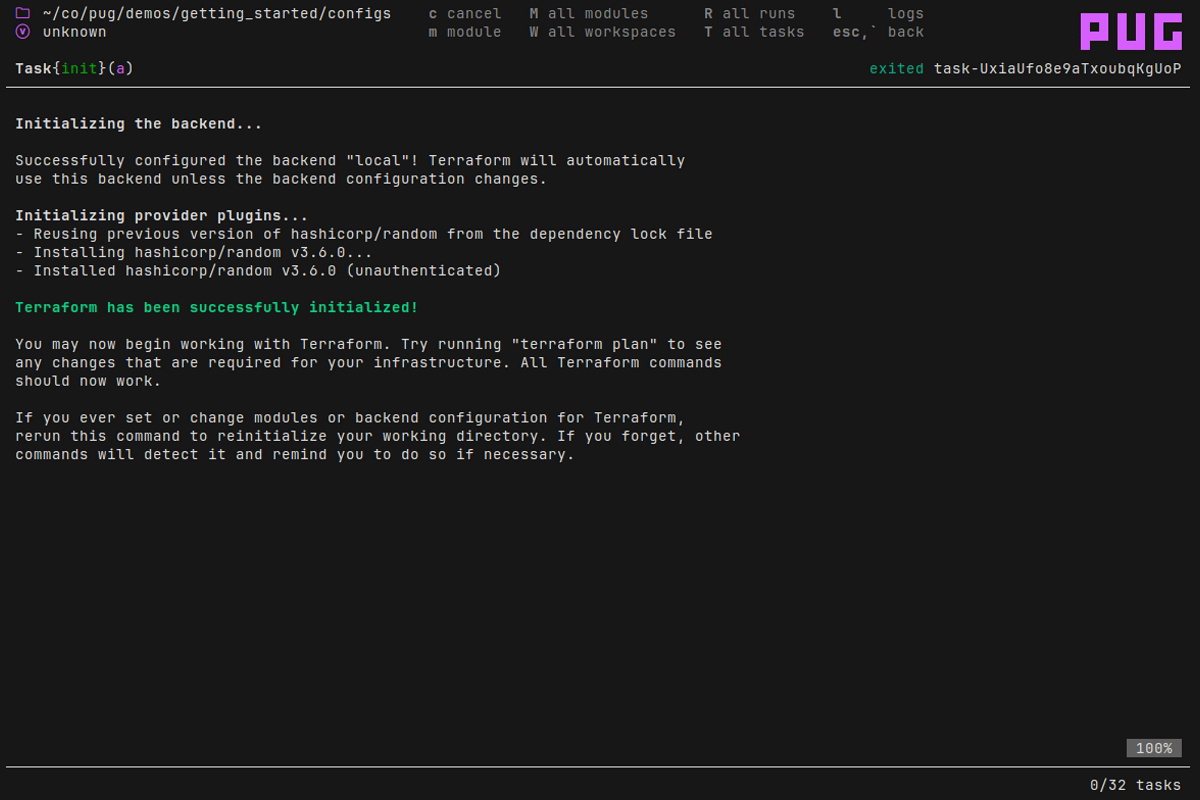 ~/co/pug/demos/getting_started/configs c cancel M all modules R all runs l logs
v unknown m module W all workspaces T all tasks esc,` back
PUG
Task{init}(a) exited task-UxiaUfo8e9aTxoubqKgUoP
Initializing the backend...
Successfully configured the backend "local"! Terraform will automatically
use this backend unless the backend configuration changes.
Initializing provider plugins...
- Reusing previous version of hashicorp/random from the dependency lock file
- Installing hashicorp/random v3.6.0...
- Installed hashicorp/random v3.6.0 (unauthenticated)
Terraform has been successfully initialized!
You may now begin working with Terraform. Try running "terraform plan" to see
any changes that are required for your infrastructure. All Terraform commands
should now work.
If you ever set or change modules or backend configuration for Terraform,
rerun this command to reinitialize your working directory. If you forget, other
commands will detect it and remind you to do so if necessary.
100%
0/32 tasks